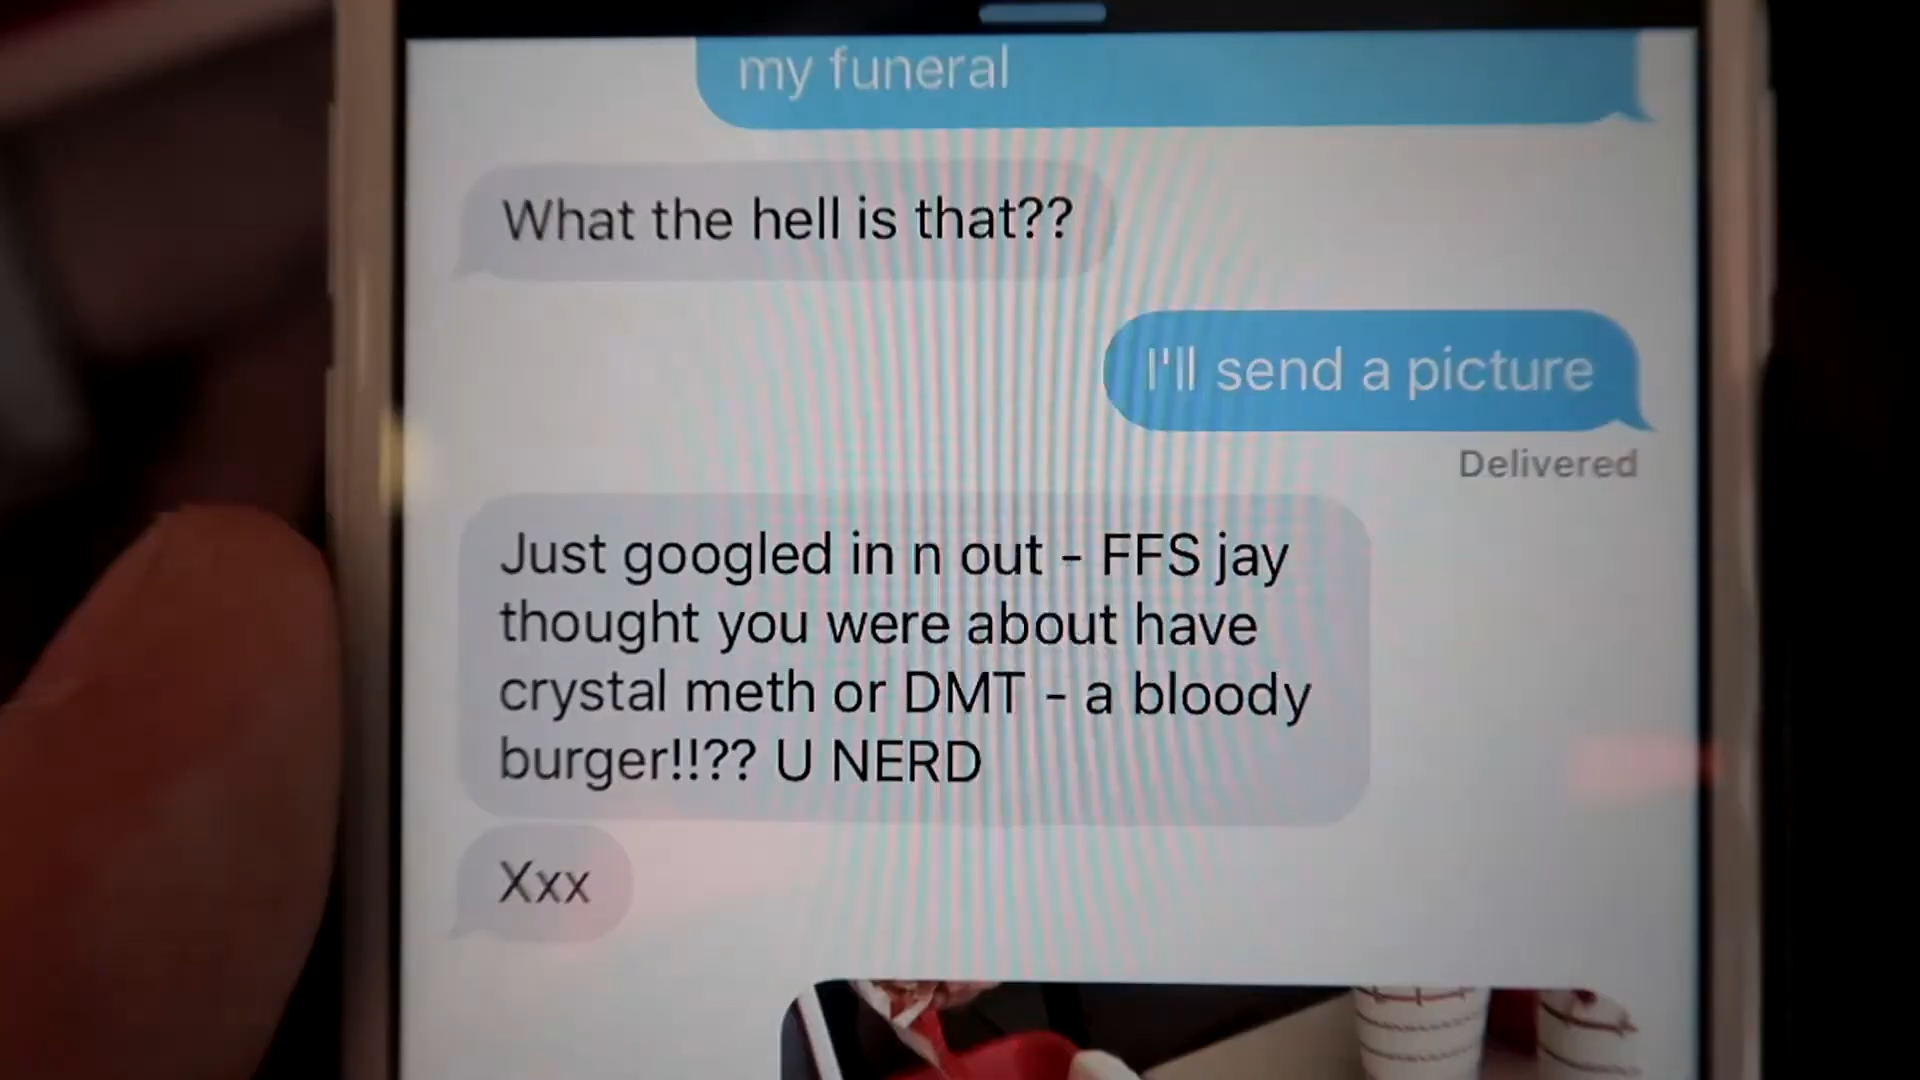 my funeral
What the hell is that??
I'll send a picture
Delivered
Just googled in n out - FFS jay
thought you were about have
crystal meth or DMT - a bloody
burger!!?? U NERD
Xxx